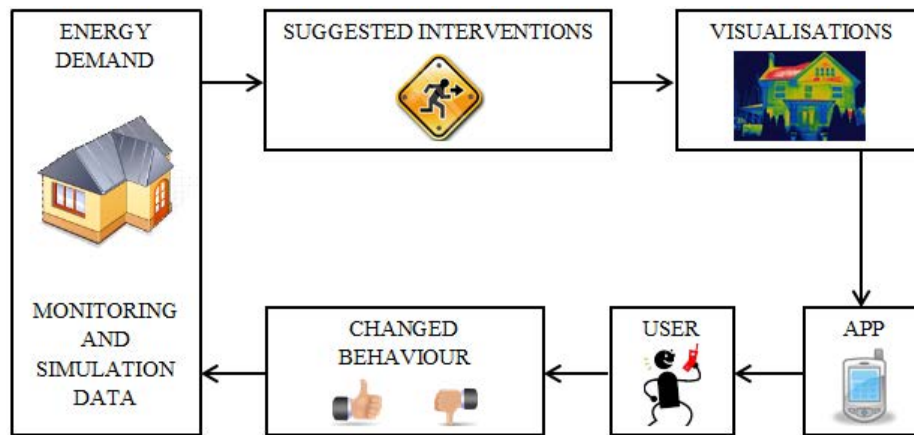 ENERGY
DEMAND
MONITORING
AND
SIMULATION
DATA
SUGGESTED INTERVENTIONS
VISUALISATIONS
APP
USER
CHANGED
BEHAVIOUR